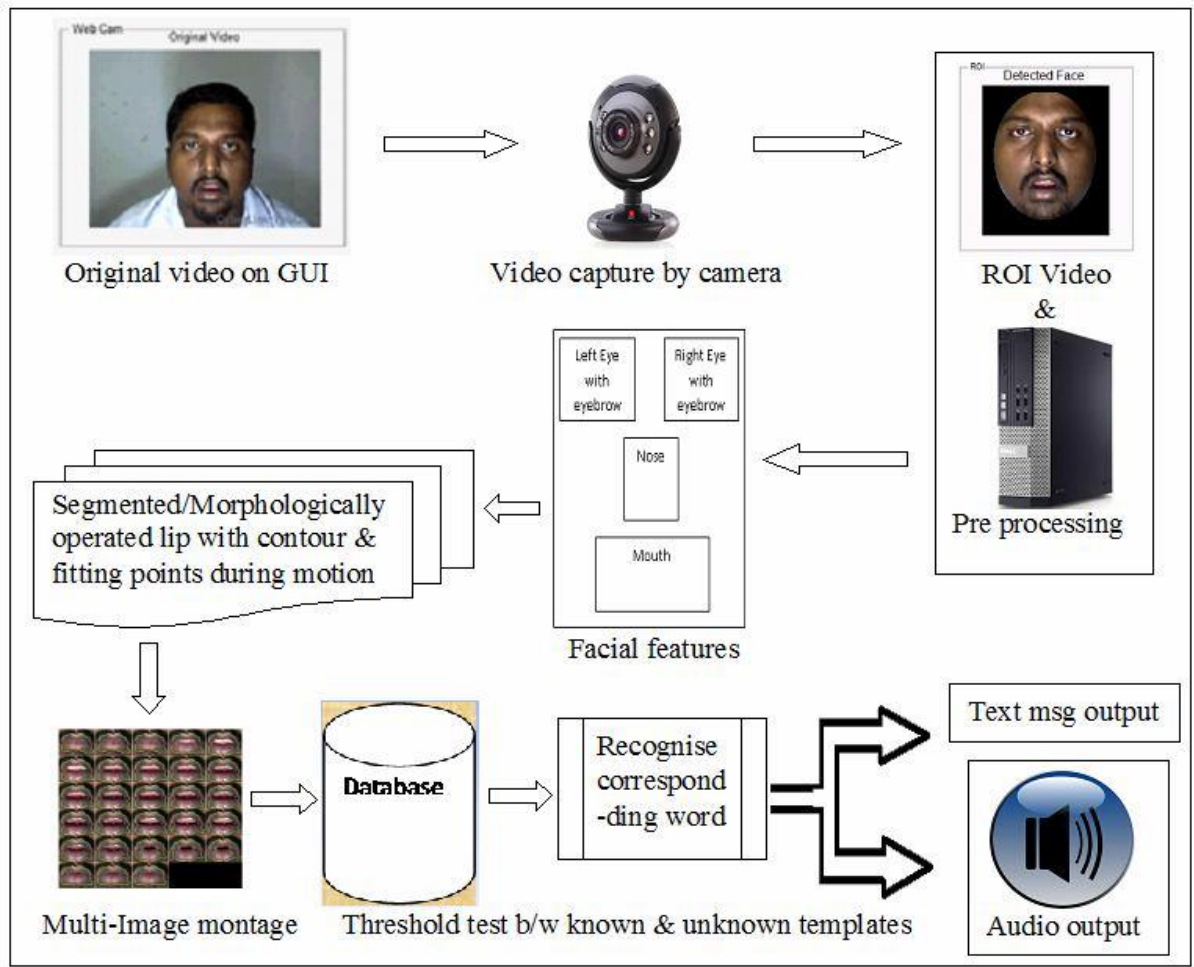 Web Cam
Original Video
Original video on GUI
Video capture by camera
ROI
Detected Face
ROI Video
&
Pre processing
Left Eye
with
eyebrow
Right Eye
with
eyebrow
Nose
Mouth
Facial features
Segmented/Morphologically
operated lip with contour &
fitting points during motion
Multi-Image montage
Database
Threshold test b/w known & unknown templates
Recognise
correspond
-ding word
Text msg output
Audio output